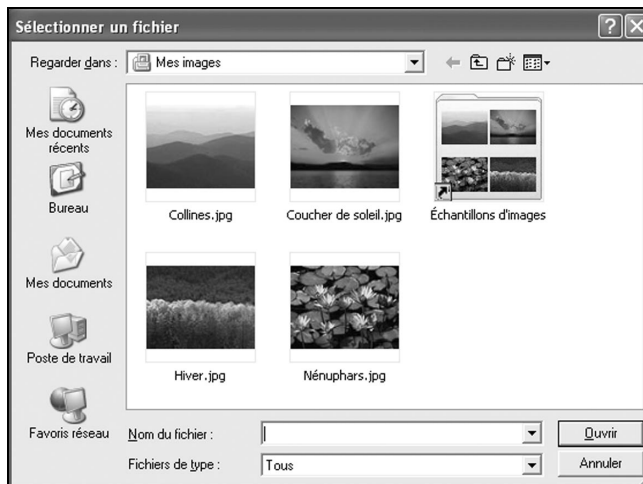 Sélectionner un fichier
Regarder dans :
Mes images
Mes documents
récents
Bureau
Mes documents
Poste de travail
Favoris réseau
Collines.jpg
Coucher de soleil.jpg
Échantillons d'images
Hiver.jpg
Nénuphars.jpg
Nom du fichier :
Ouvrir
Fichiers de type :
Tous
Annuler